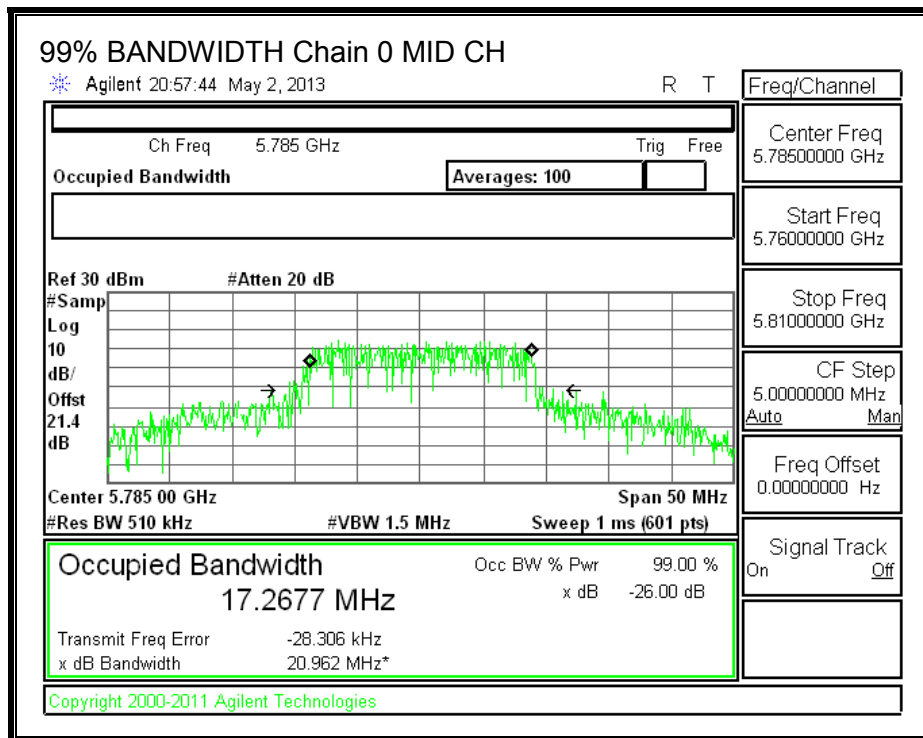 99% BANDWIDTH Chain 0 MID CH
Agilent 20:57:44 May 2, 2013 R T
Freq/Channel
Ch Freq 5.785 GHz Trig Free
Occupied Bandwidth Averages: 100
Center Freq
5.78500000 GHz
Start Freq
5.76000000 GHz
Stop Freq
5.81000000 GHz
CF Step
5.00000000 MHz
Auto Man
Freq Offset
0.00000000 Hz
Signal Track
On Off
Ref 30 dBm #Atten 20 dB
#Samp
Log
10
dB/
Offst
21.4
dB
Center 5.785 00 GHz Span 50 MHz
#Res BW 510 kHz #VBW 1.5 MHz Sweep 1 ms (601 pts)
Occupied Bandwidth Occ BW % Pwr 99.00 %
17.2677 MHz x dB -26.00 dB
Transmit Freq Error -28.306 kHz
x dB Bandwidth 20.962 MHz*
Copyright 2000-2011 Agilent Technologies